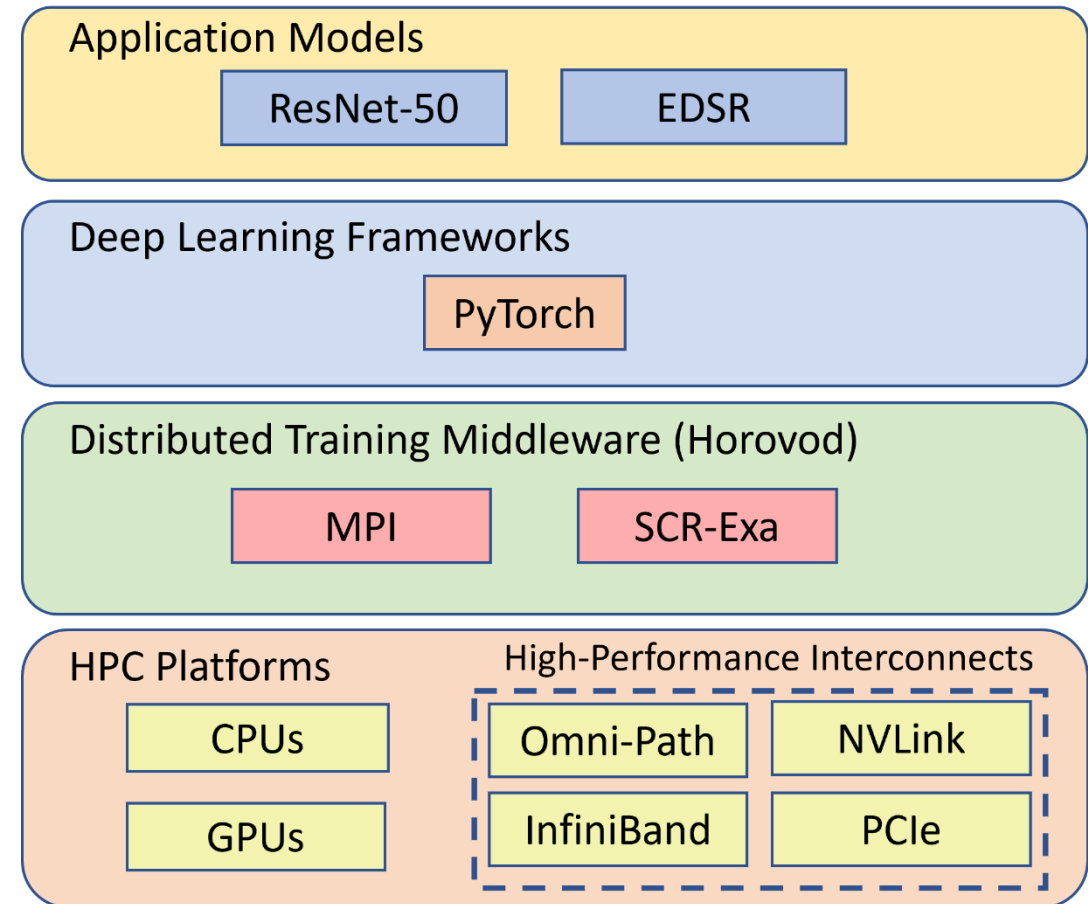 Application Models
ResNet-50
EDSR
Deep Learning Frameworks
PyTorch
Distributed Training Middleware (Horovod)
MPI
SCR-Exa
HPC Platforms
CPUs
GPUs
High-Performance Interconnects
Omni-Path
NVLink
InfiniBand
PCIe